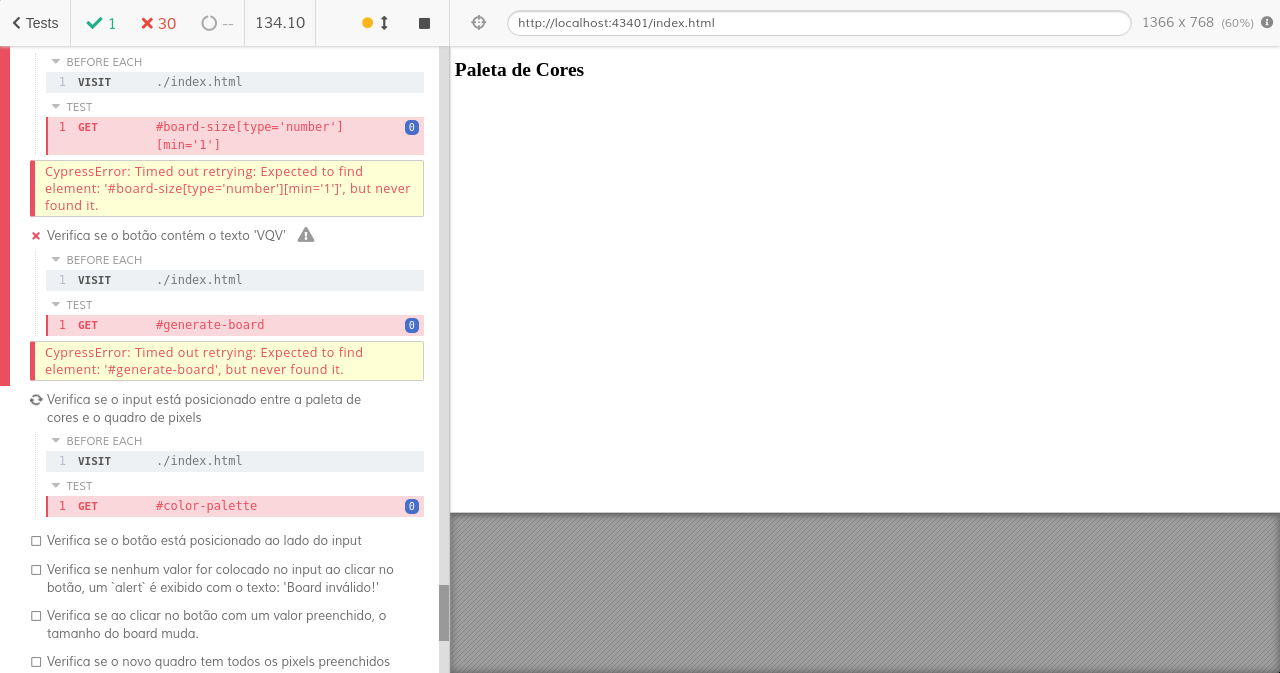 Tests 1 30 -- 134.10 http://localhost:43401/index.html 1366 x 768 (60%)
BEFORE EACH
1 VISIT ./index.html
TEST
1 GET #board-size[type='number'] 0
[min='1']
CypressError: Timed out retrying: Expected to find
element: '#board-size[type='number'][min='1']', but never
found it.
Verifica se o botão contém o texto 'VQV'
BEFORE EACH
1 VISIT ./index.html
TEST
1 GET #generate-board 0
CypressError: Timed out retrying: Expected to find
element: '#generate-board', but never found it.
Verifica se o input está posicionado entre a paleta de
cores e o quadro de pixels
BEFORE EACH
1 VISIT ./index.html
TEST
1 GET #color-palette 0
Verifica se o botão está posicionado ao lado do input
Verifica se nenhum valor for colocado no input ao clicar no
botão, um `alert` é exibido com o texto: 'Board inválido!'
Verifica se ao clicar no botão com um valor preenchido, o
tamanho do board muda.
Verifica se o novo quadro tem todos os pixels preenchidos
Paleta de Cores